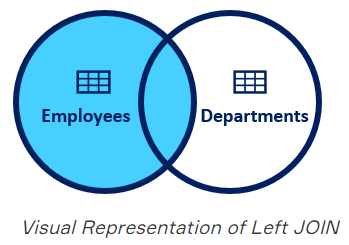 Employees
Departments
Visual Representation of Left JOIN